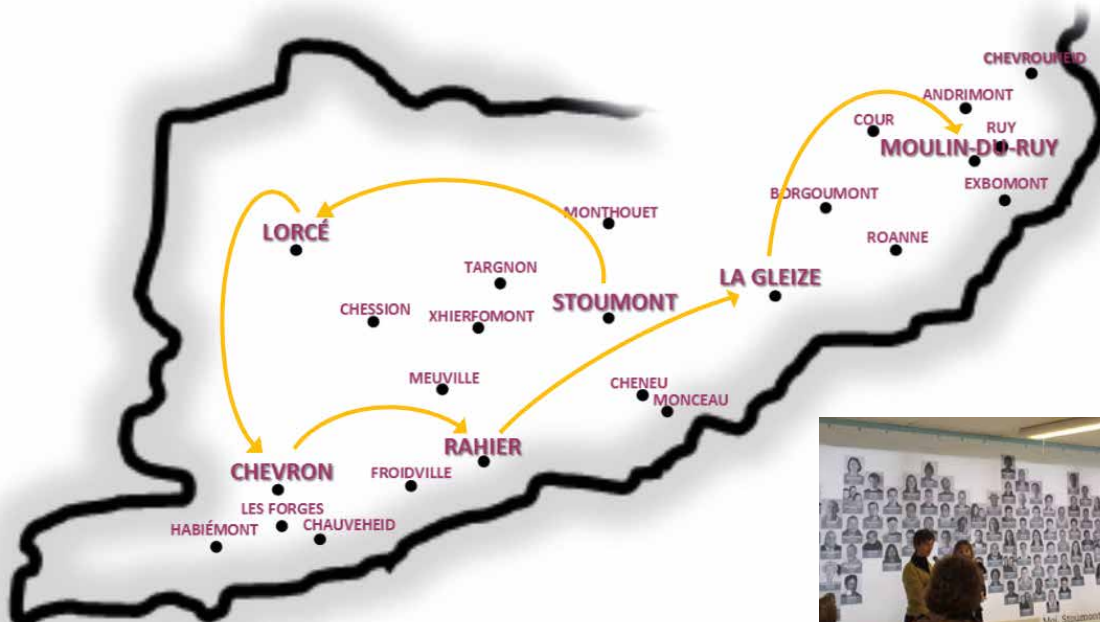 CHEVROUHEID
ANDRIMONT
COUR
RUY
MOULIN-DU-RUY
BORGOUMONT
EXBOMONT
MONTHOUET
LORCÉ
ROANNE
TARGNON
LA GLEIZE
CHESSION
XHIERFOMONT
STOUMONT
MEUVILLE
CHENEU
MONCEAU
RAHIER
CHEVRON
FROIDVILLE
LES FORGES
HABIÉMONT
CHAUVEHEID
Stoumont